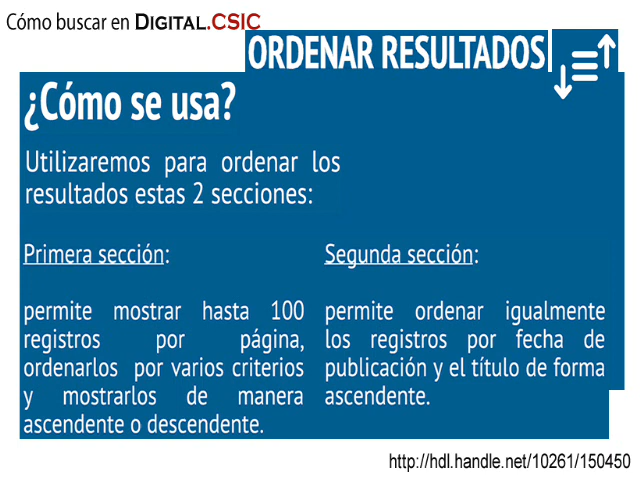 Cómo buscar en DIGITAL.CSIC
ORDENAR RESULTADOS
¿Cómo se usa?
Utilizaremos para ordenar los
resultados estas 2 secciones:
Primera sección:
permite mostrar hasta 100
registros por página,
ordenarlos por varios criterios
y mostrarlos de manera
ascendente o descendente.
Segunda sección:
permite ordenar igualmente
los registros por fecha de
publicación y el título de forma
ascendente.
http://hdl.handle.net/10261/150450